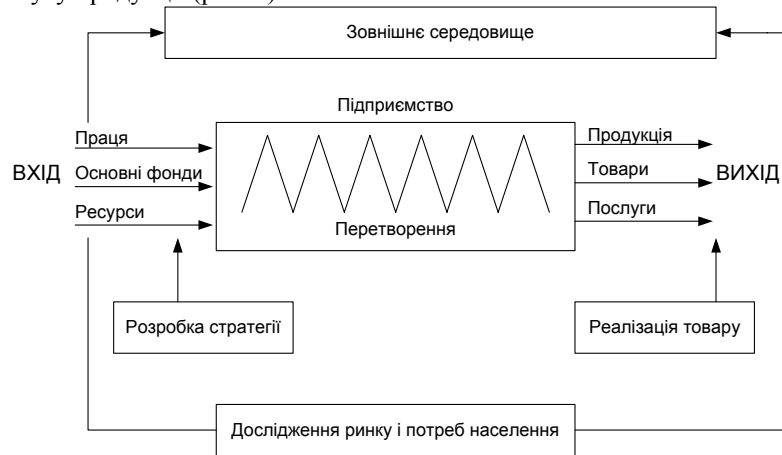 Зовнішнє середовище
Підприємство
Праця
Продукція
ВХІД
Основні фонди
Товари
ВИХІД
Ресурси
Послуги
Перетворення
Розробка стратегії
Реалізація товару
Дослідження ринку і потреб населення